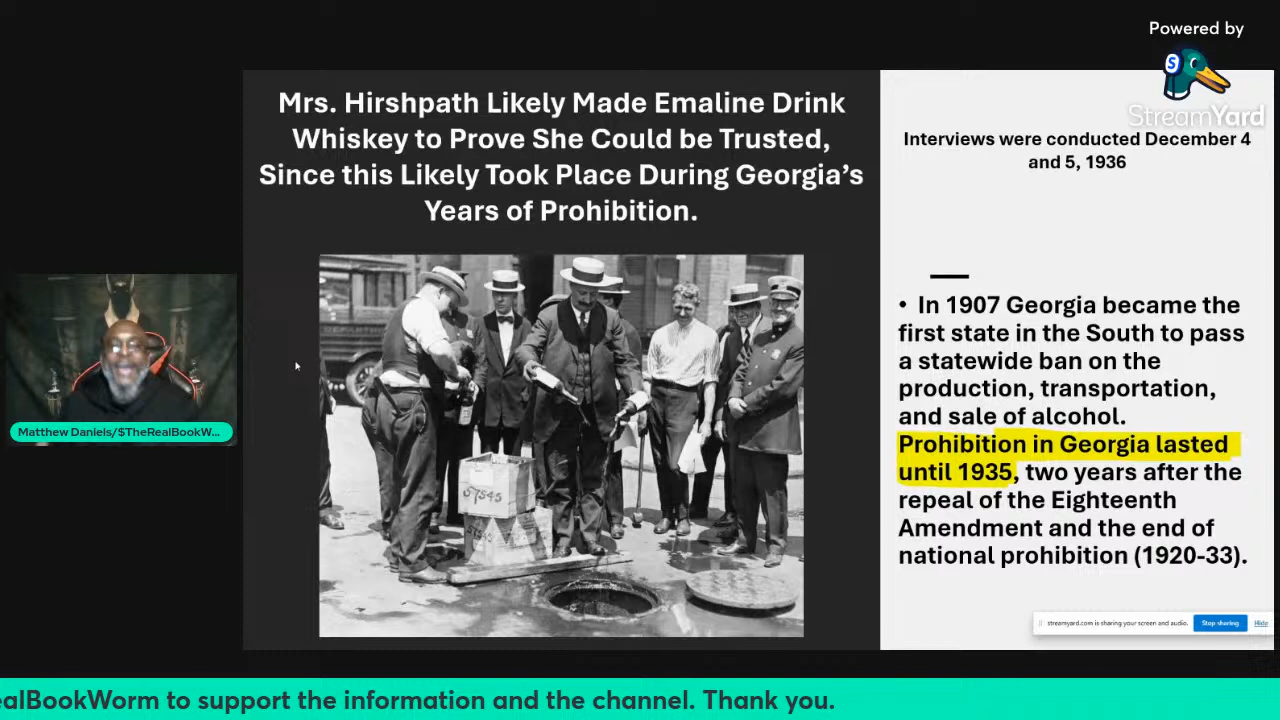 Powered by
StreamYard
Mrs. Hirshpath Likely Made Emaline Drink
Whiskey to Prove She Could be Trusted,
Since this Likely Took Place During Georgia’s
Years of Prohibition.
Interviews were conducted December 4
and 5, 1936
• In 1907 Georgia became the
first state in the South to pass
a statewide ban on the
production, transportation,
and sale of alcohol.
Prohibition in Georgia lasted
until 1935, two years after the
repeal of the Eighteenth
Amendment and the end of
national prohibition (1920-33).
57545
Matthew Daniels/$TheRealBookW...
streamyard.com is sharing your screen and audio.
Stop sharing
Hide
ealBookWorm to support the information and the channel. Thank you.